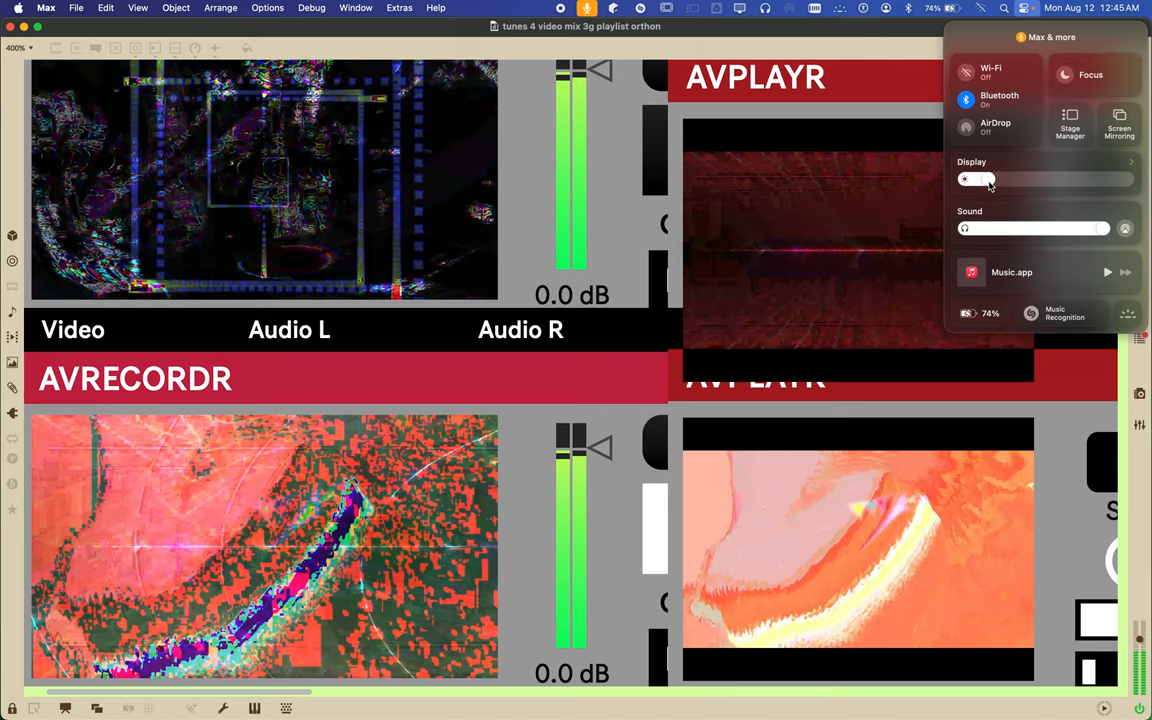 Max File Edit View Object Arrange Options Debug Window Extras Help
74% Mon Aug 12 12:45 AM
tunes 4 video mix 3g playlist orthon
400%
Max & more
Wi-Fi
Off
Focus
Bluetooth
On
AirDrop
Off
Stage
Manager
Screen
Mirroring
Display
Sound
Music.app
74%
Music
Recognition
AVPLAYR
0.0 dB
Video Audio L Audio R
AVRECORDR
AVPLAYR
0.0 dB